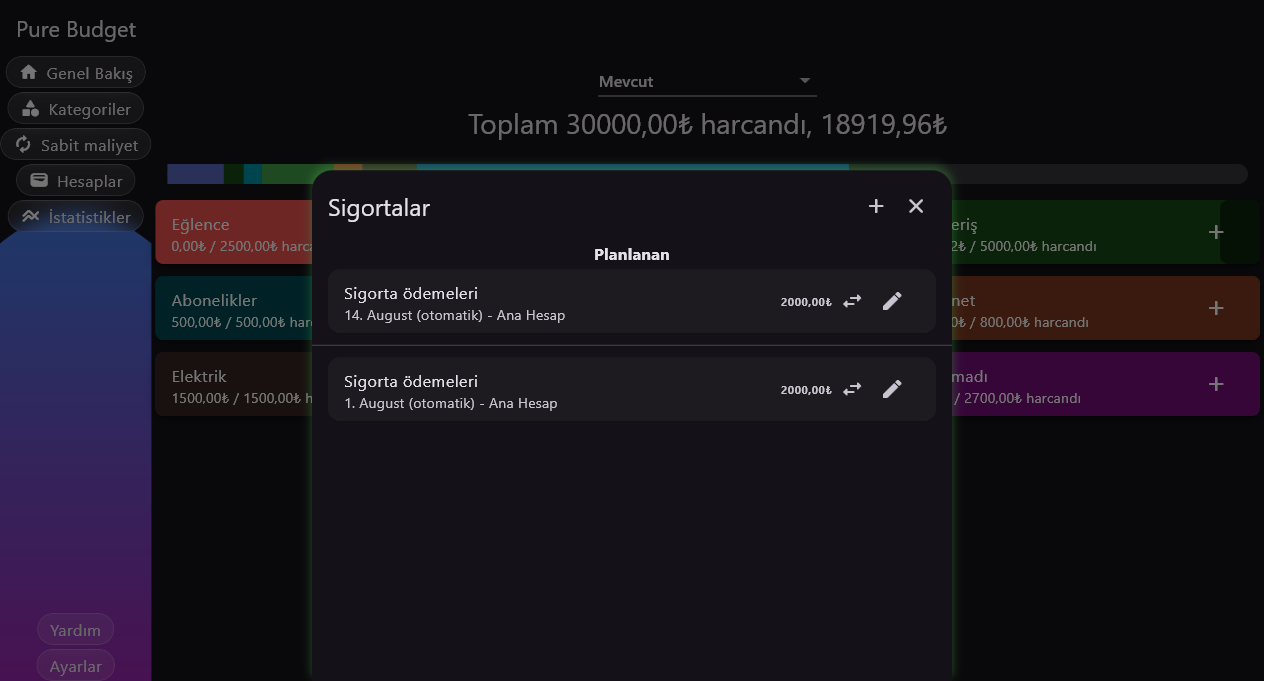 Pure Budget
Genel Bakış
Kategoriler
Sabit maliyet
Hesaplar
İstatistikler
Yardım
Ayarlar
Mevcut
Toplam 30000,00₺ harcandı, 18919,96₺
Eğlence
0,00₺ / 2500,00₺ harca
Abonelikler
500,00₺ / 500,00₺ har
Elektrik
1500,00₺ / 1500,00₺ h
Sigortalar
Planlanan
Sigorta ödemeleri
14. August (otomatik) - Ana Hesap
2000,00₺
Sigorta ödemeleri
1. August (otomatik) - Ana Hesap
2000,00₺
eriş
2₺ / 5000,00₺ harcandı
net
0₺ / 800,00₺ harcandı
madı
/ 2700,00₺ harcandı